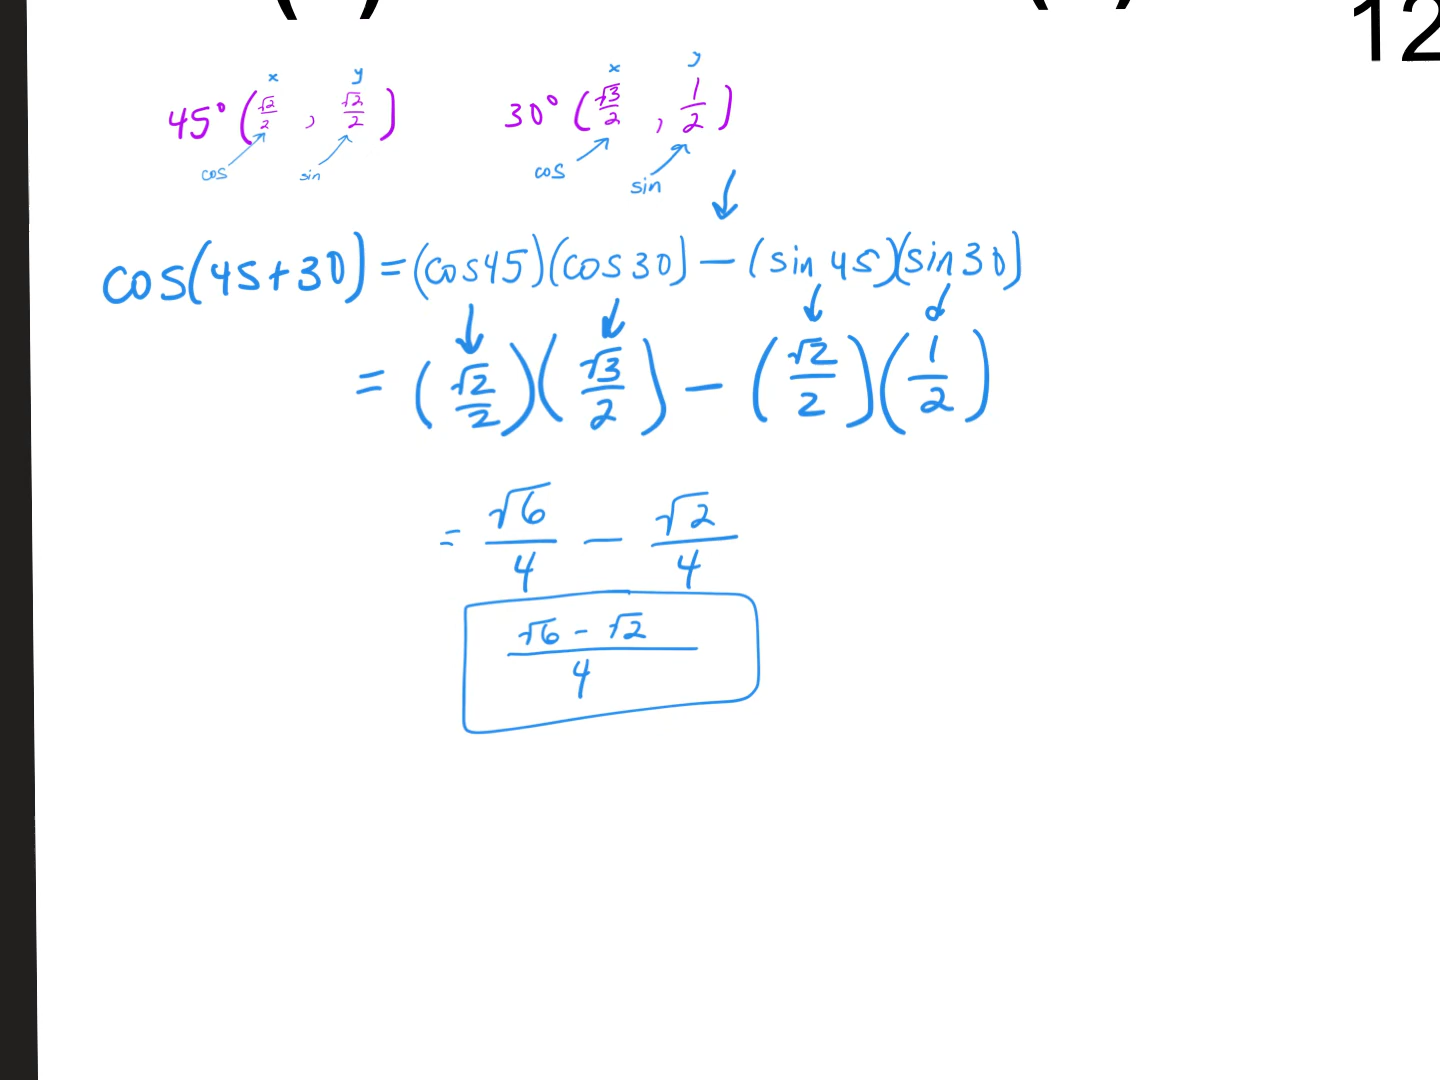 12
x y x y
45° (√2/2 , √2/2) 30° (√3/2 , 1/2)
cos sin cos sin
cos(45+30) = (cos45)(cos30) – (sin 45)(sin30)
= (√2/2)(√3/2) – (√2/2)(1/2)
= √6/4 – √2/4
√6 - √2/4